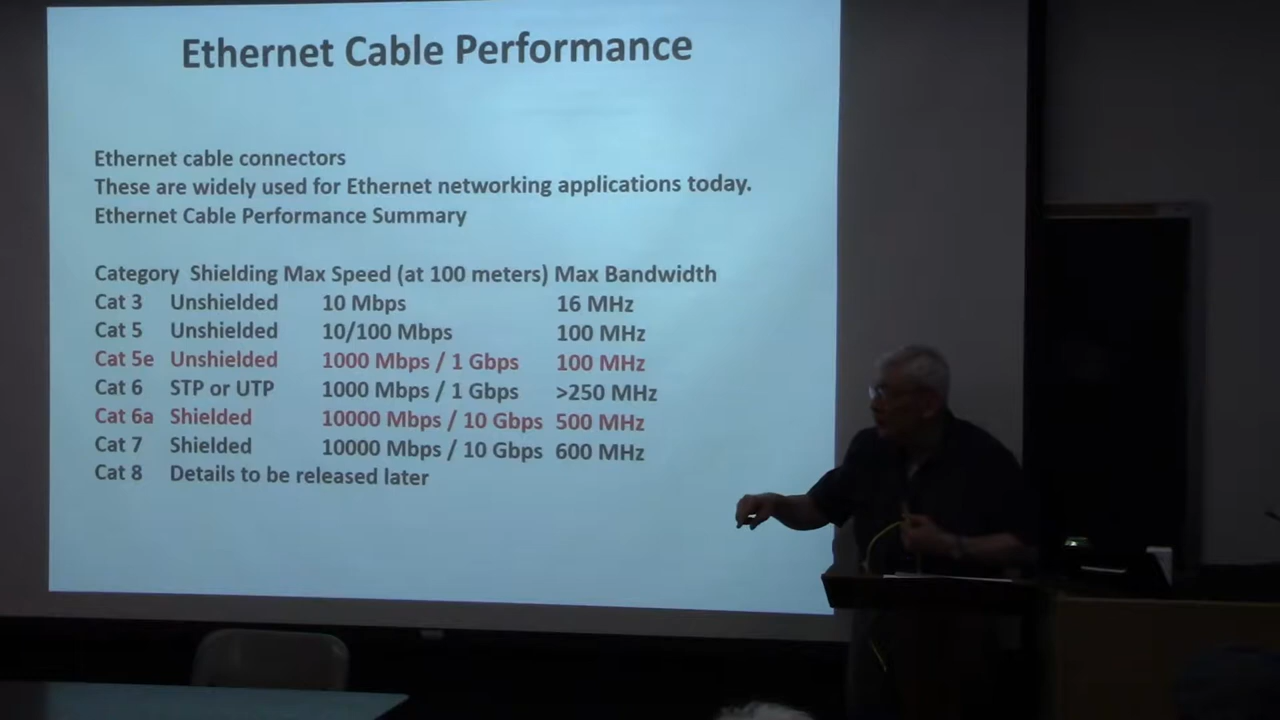 Ethernet Cable Performance
Ethernet cable connectors
These are widely used for Ethernet networking applications today.
Ethernet Cable Performance Summary
Category Shielding Max Speed (at 100 meters) Max Bandwidth
Cat 3 Unshielded 10 Mbps 16 MHz
Cat 5 Unshielded 10/100 Mbps 100 MHz
Cat 5e Unshielded 1000 Mbps / 1 Gbps 100 MHz
Cat 6 STP or UTP 1000 Mbps / 1 Gbps >250 MHz
Cat 6a Shielded 10000 Mbps / 10 Gbps 500 MHz
Cat 7 Shielded 10000 Mbps / 10 Gbps 600 MHz
Cat 8 Details to be released later